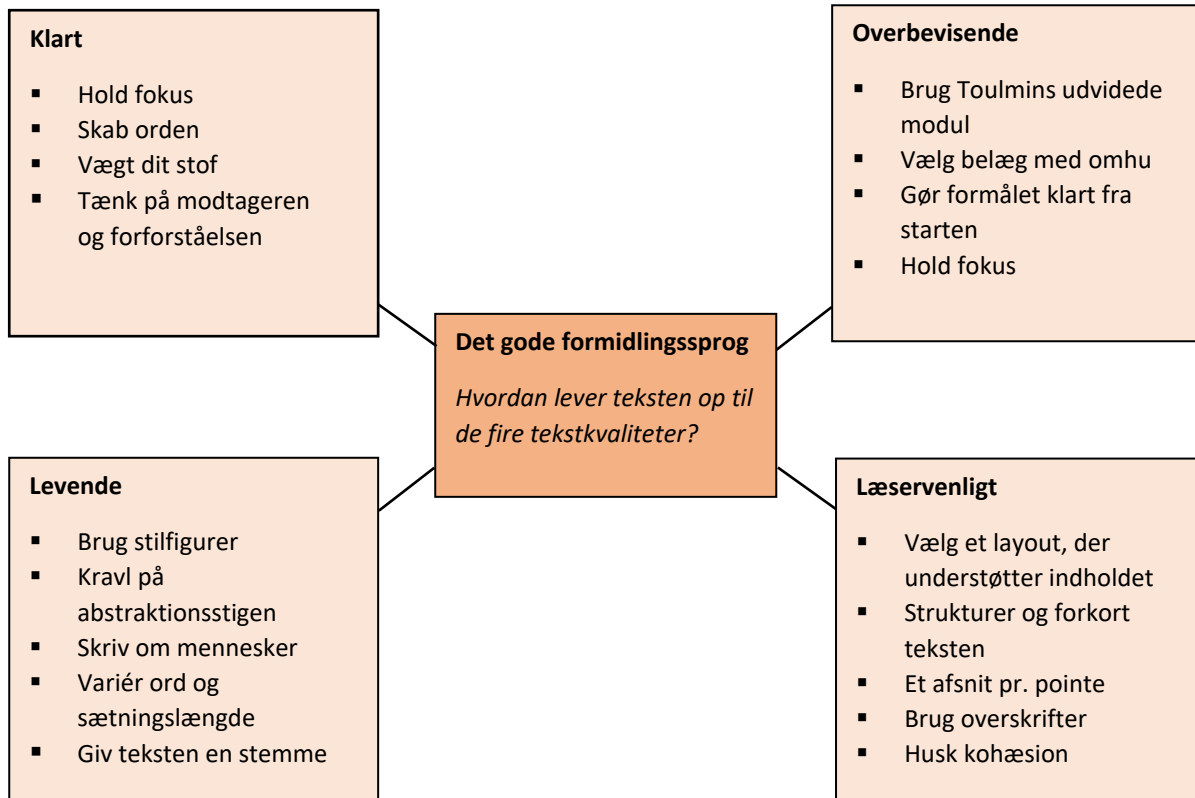 Klart
▪ Hold fokus
▪ Skab orden
▪ Vægt dit stof
▪ Tænk på modtageren
og forforståelsen
Overbevisende
▪ Brug Toulmins udvidede
modul
▪ Vælg belæg med omhu
▪ Gør formålet klart fra
starten
▪ Hold fokus
Det gode formidlingssprog
Hvordan lever teksten op til
de fire tekstkvaliteter?
Levende
▪ Brug stilfigurer
▪ Kravl på
abstraktionsstigen
▪ Skriv om mennesker
▪ Variér ord og
sætningslængde
▪ Giv teksten en stemme
Læservenligt
▪ Vælg et layout, der
understøtter indholdet
▪ Strukturer og forkort
teksten
▪ Et afsnit pr. pointe
▪ Brug overskrifter
▪ Husk kohæsion